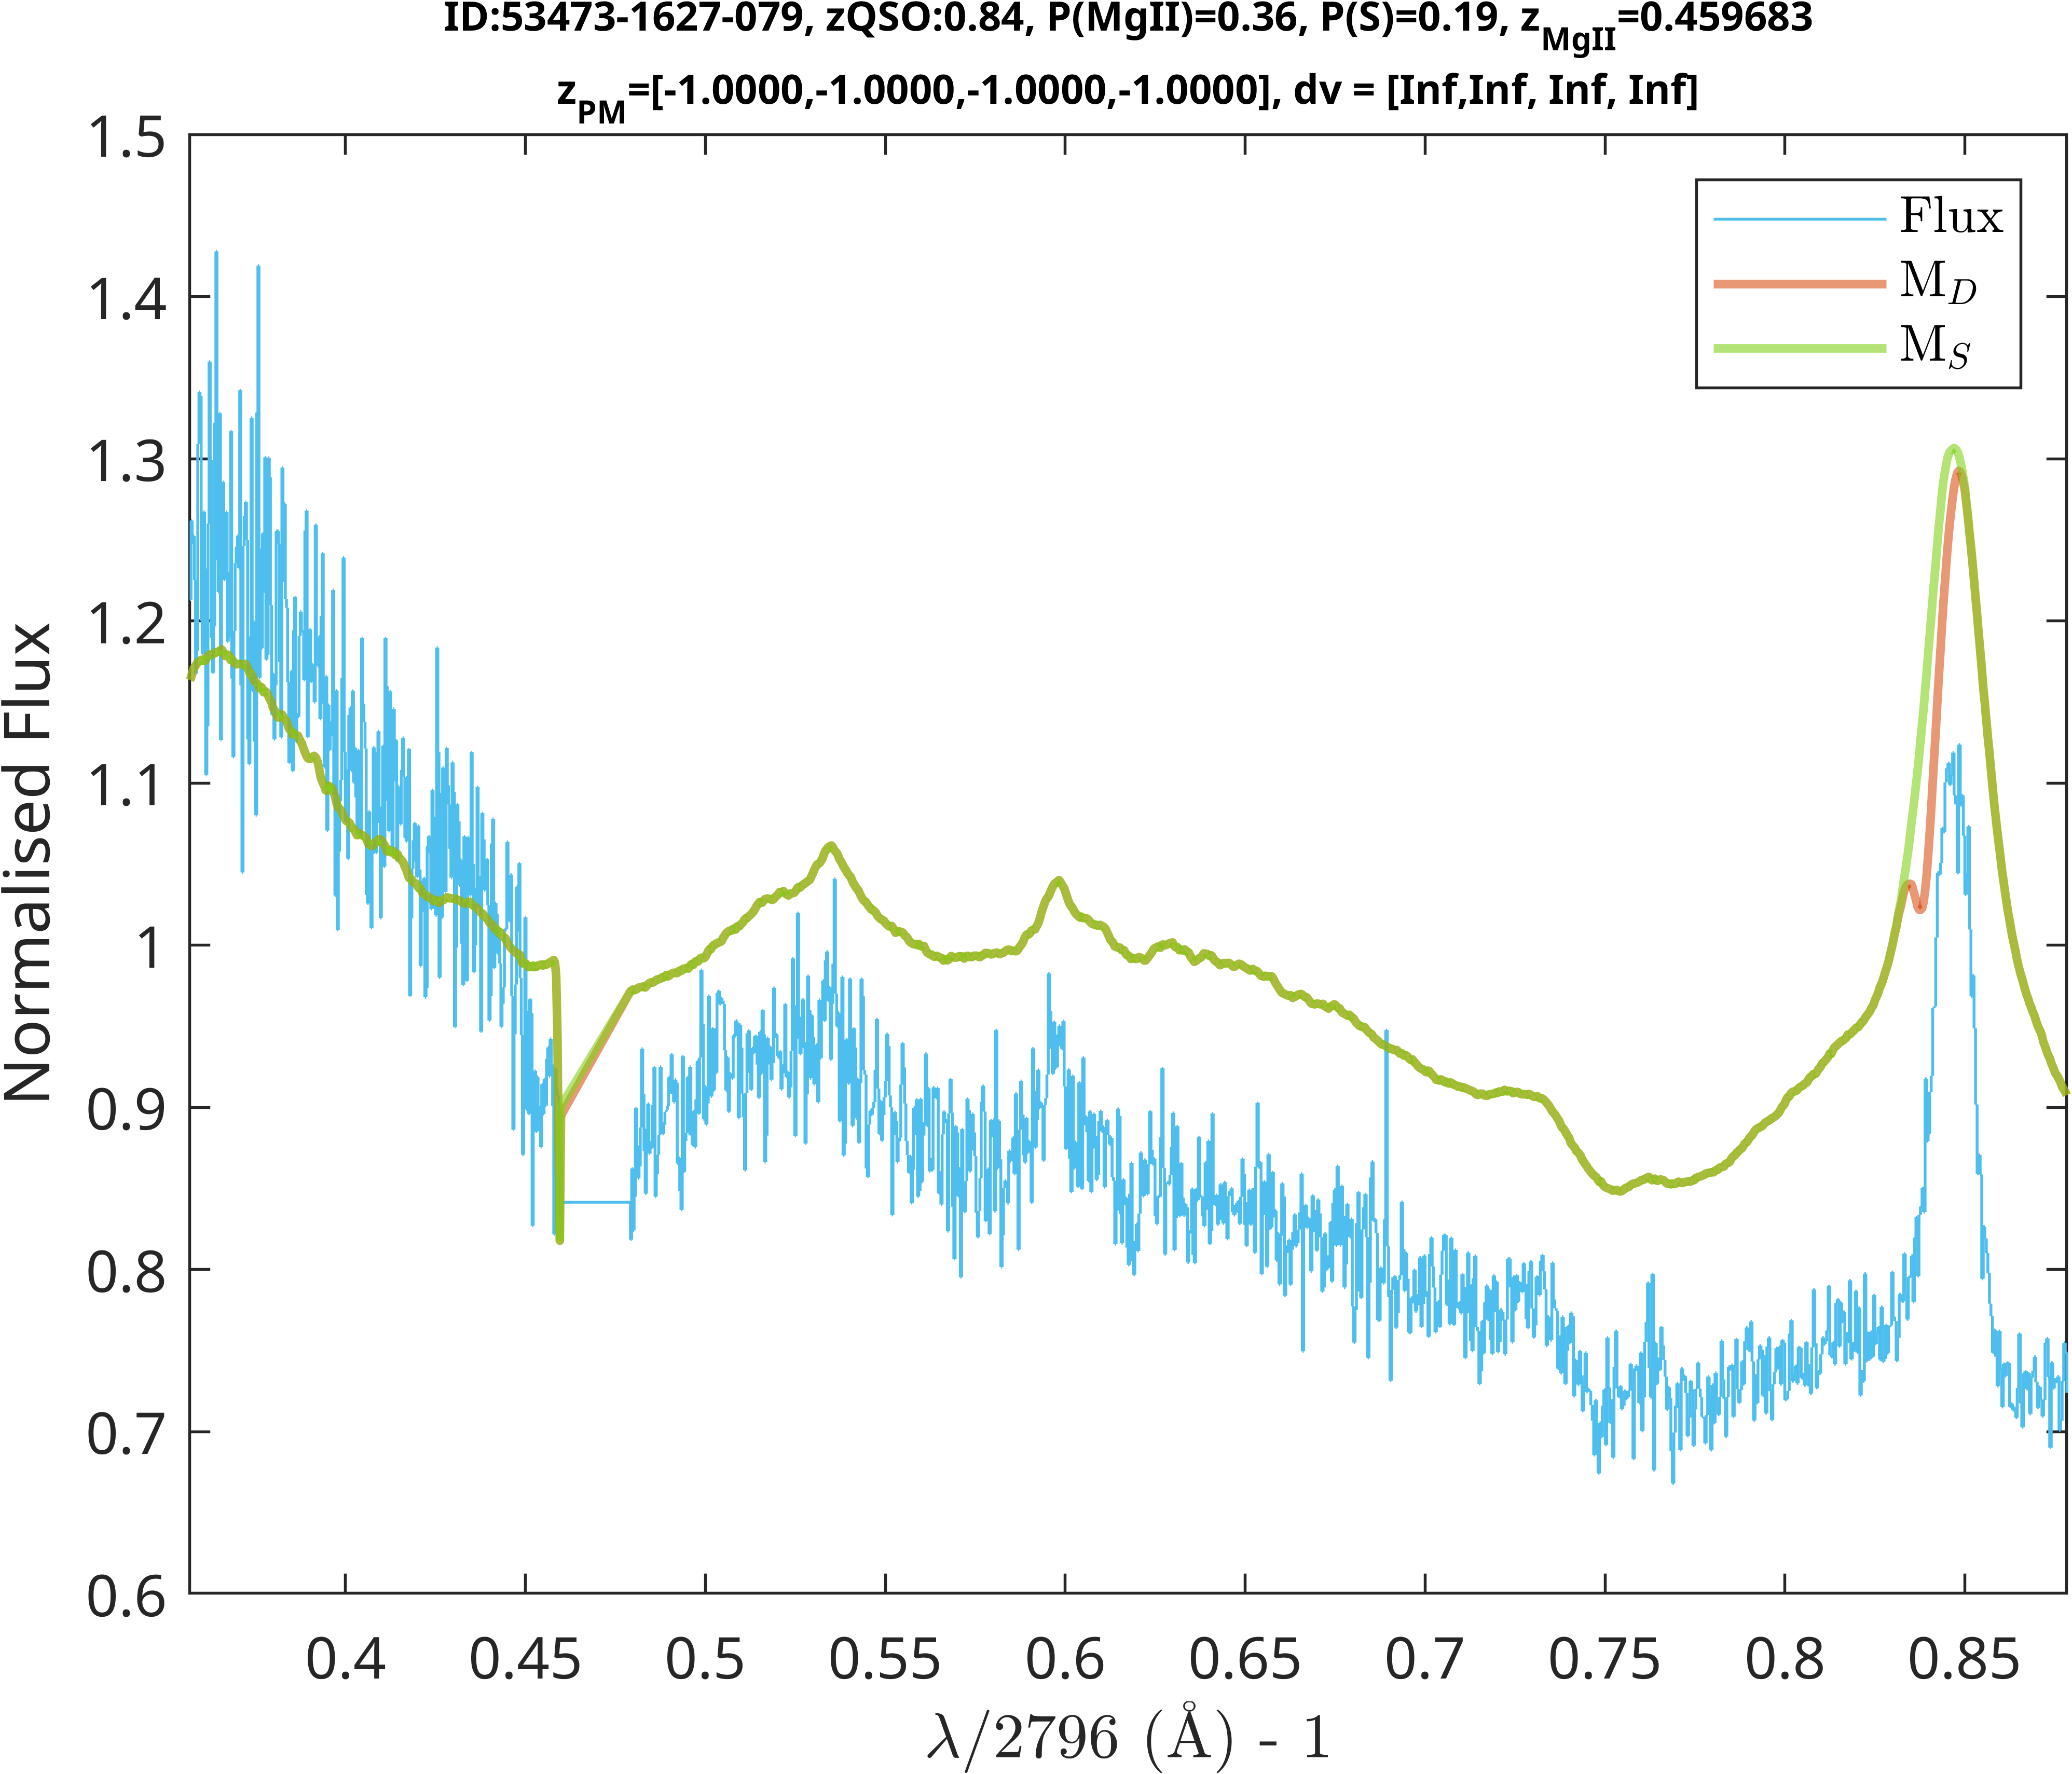 ID:53473-1627-079, zQSO:0.84, P(MgII)=0.36, P(S)=0.19, zMgII=0.459683
zPM=[-1.0000,-1.0000,-1.0000,-1.0000], dv = [Inf,Inf, Inf, Inf]
1.5
1.4
1.3
1.2
1.1
1
0.9
0.8
0.7
0.6
Normalised Flux
Flux
MD
MS
0.4 0.45 0.5 0.55 0.6 0.65 0.7 0.75 0.8 0.85
λ/2796 (Å) - 1